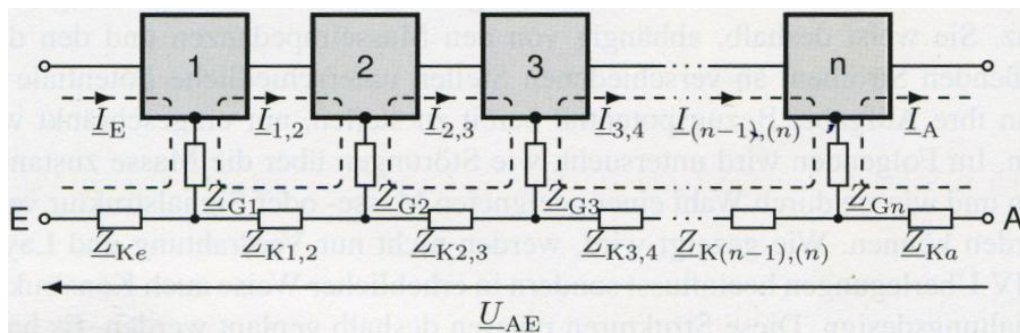 1 2 3 n
I_E I_1,2 I_2,3 I_3,4 I_(n-1),(n) I_A
Z_G1 Z_G2 Z_G3 Z_Gn
E A
Z_Ke Z_K1,2 Z_K2,3 Z_K3,4 Z_K(n-1),(n) Z_Ka
U_AE